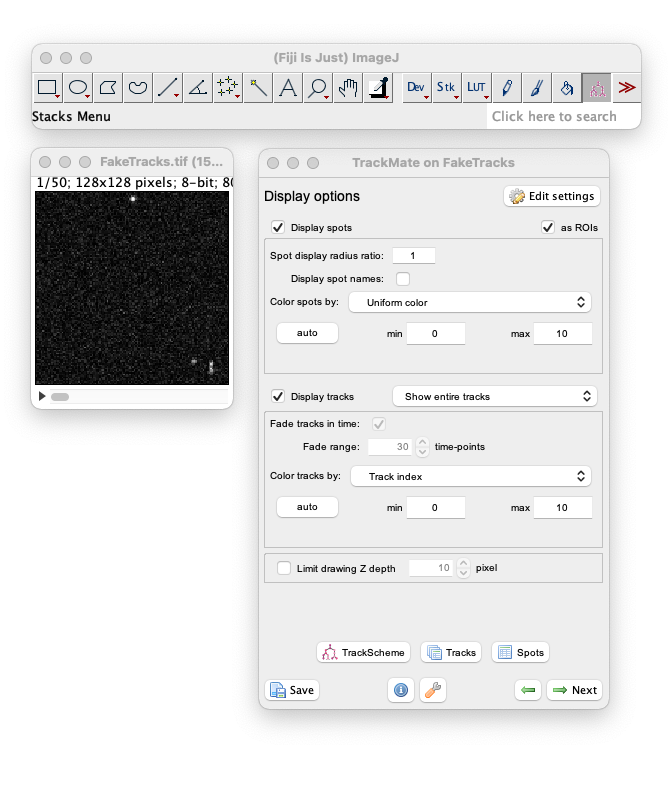 (Fiji Is Just) ImageJ
Dev Stk LUT
Stacks Menu Click here to search
FakeTracks.tif (15...
1/50; 128x128 pixels; 8-bit; 80
TrackMate on FakeTracks
Display options Edit settings
Display spots as ROIs
Spot display radius ratio: 1
Display spot names:
Color spots by: Uniform color
auto min 0 max 10
Display tracks Show entire tracks
Fade tracks in time:
Fade range: 30 time-points
Color tracks by: Track index
auto min 0 max 10
Limit drawing Z depth 10 pixel
TrackScheme Tracks Spots
Save Next